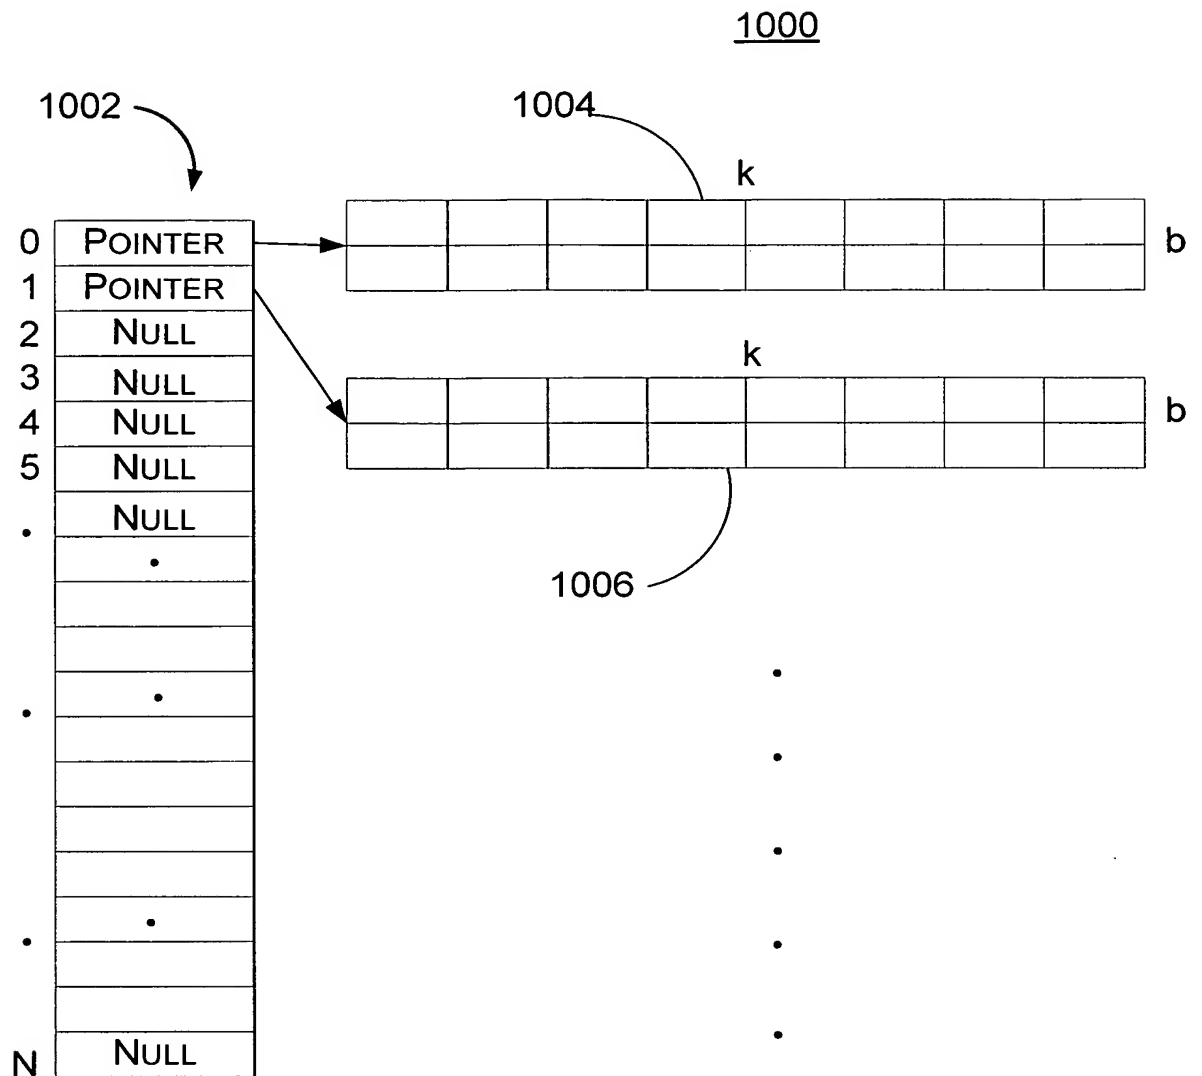 1000
1002
1004
k
0 POINTER
b
1 POINTER
2 NULL
k
3 NULL
4 NULL
b
5 NULL
NULL
1006
N NULL